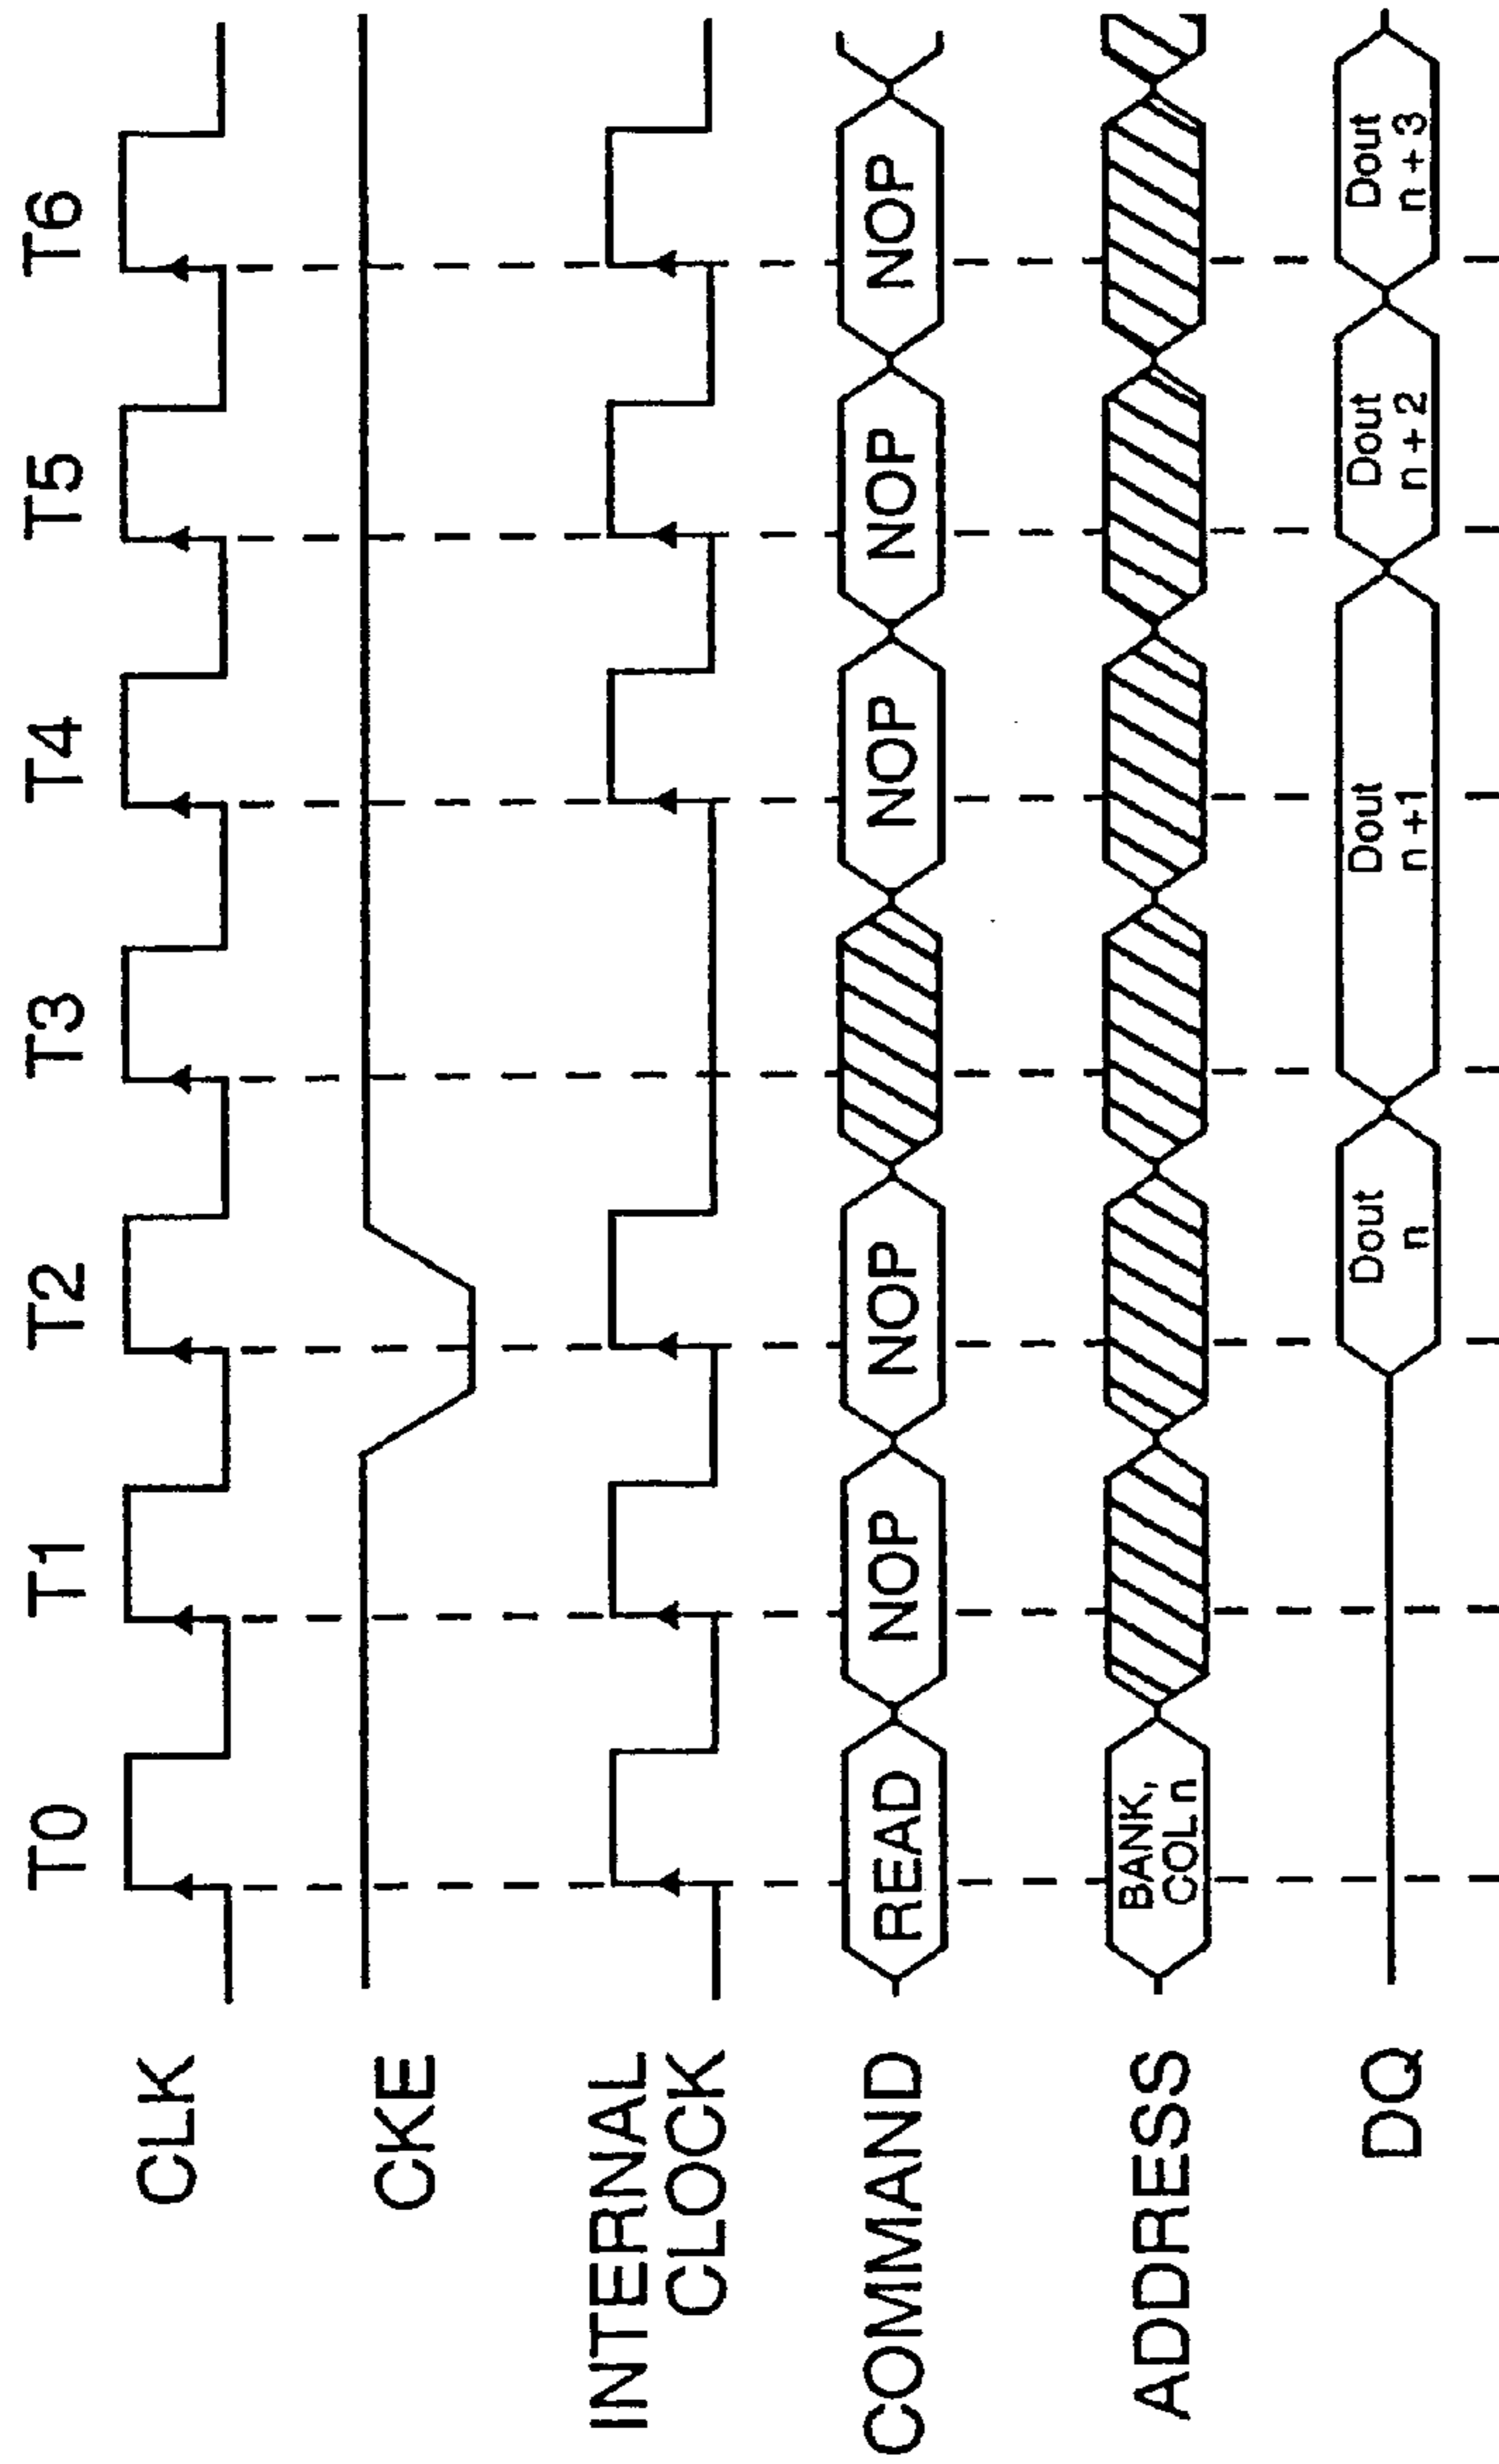 T0 T1 T2 T3 T4 T5 T6
CLK
CKE
INTERNAL
CLOCK
COMMAND READ NOP NOP NOP NOP NOP
ADDRESS BANK,
COL n
DQ Dout
n Dout
n +1 Dout
n + 2 Dout
n + 3